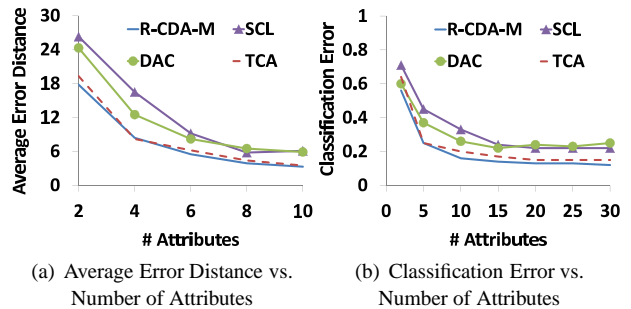 Average Error Distance
30
24
18
12
6
0
2 4 6 8 10
# Attributes
R-CDA-M SCL
DAC TCA
(a) Average Error Distance vs.
Number of Attributes
Classification Error
1
0.8
0.6
0.4
0.2
0
0 5 10 15 20 25 30
# Attributes
R-CDA-M SCL
DAC TCA
(b) Classification Error vs.
Number of Attributes